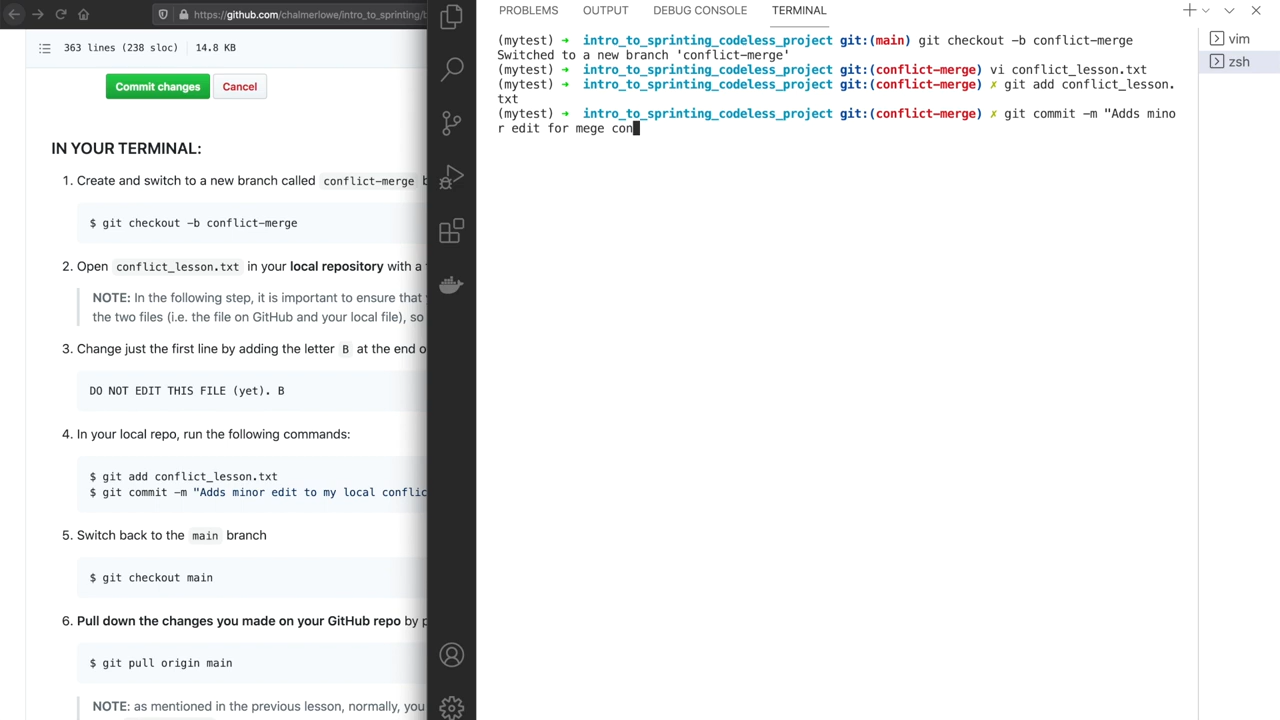 https://github.com/chalmerlowe/intro_to_sprinting/b
363 lines (238 sloc)
14.8 KB
Commit changes
Cancel
IN YOUR TERMINAL:
1. Create and switch to a new branch called conflict-merge b
$ git checkout -b conflict-merge
2. Open conflict_lesson.txt in your local repository with a
NOTE: In the following step, it is important to ensure that
the two files (i.e. the file on GitHub and your local file), so
3. Change just the first line by adding the letter B at the end o
DO NOT EDIT THIS FILE (yet). B
4. In your local repo, run the following commands:
$ git add conflict_lesson.txt
$ git commit -m "Adds minor edit to my local conflic
5. Switch back to the main branch
$ git checkout main
6. Pull down the changes you made on your GitHub repo by p
$ git pull origin main
NOTE: as mentioned in the previous lesson, normally, you
PROBLEMS OUTPUT DEBUG CONSOLE TERMINAL
(mytest) ➜ intro_to_sprinting_codeless_project git:(main) git checkout -b conflict-merge
Switched to a new branch 'conflict-merge'
(mytest) ➜ intro_to_sprinting_codeless_project git:(conflict-merge) vi conflict_lesson.txt
(mytest) ➜ intro_to_sprinting_codeless_project git:(conflict-merge) ✗ git add conflict_lesson.
txt
(mytest) ➜ intro_to_sprinting_codeless_project git:(conflict-merge) ✗ git commit -m "Adds mino
r edit for mege con
vim
zsh